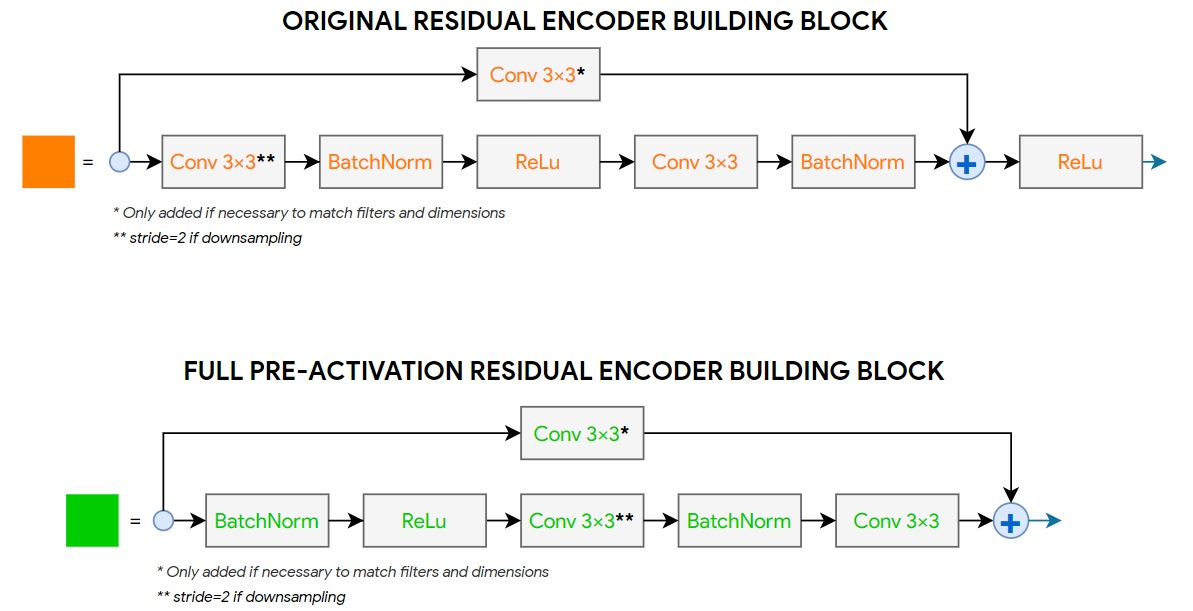 ORIGINAL RESIDUAL ENCODER BUILDING BLOCK
Conv 3×3*
= Conv 3×3** BatchNorm ReLu Conv 3×3 BatchNorm + ReLu
* Only added if necessary to match filters and dimensions
** stride=2 if downsampling
FULL PRE-ACTIVATION RESIDUAL ENCODER BUILDING BLOCK
Conv 3×3*
= BatchNorm ReLu Conv 3×3** BatchNorm Conv 3×3 +
* Only added if necessary to match filters and dimensions
** stride=2 if downsampling